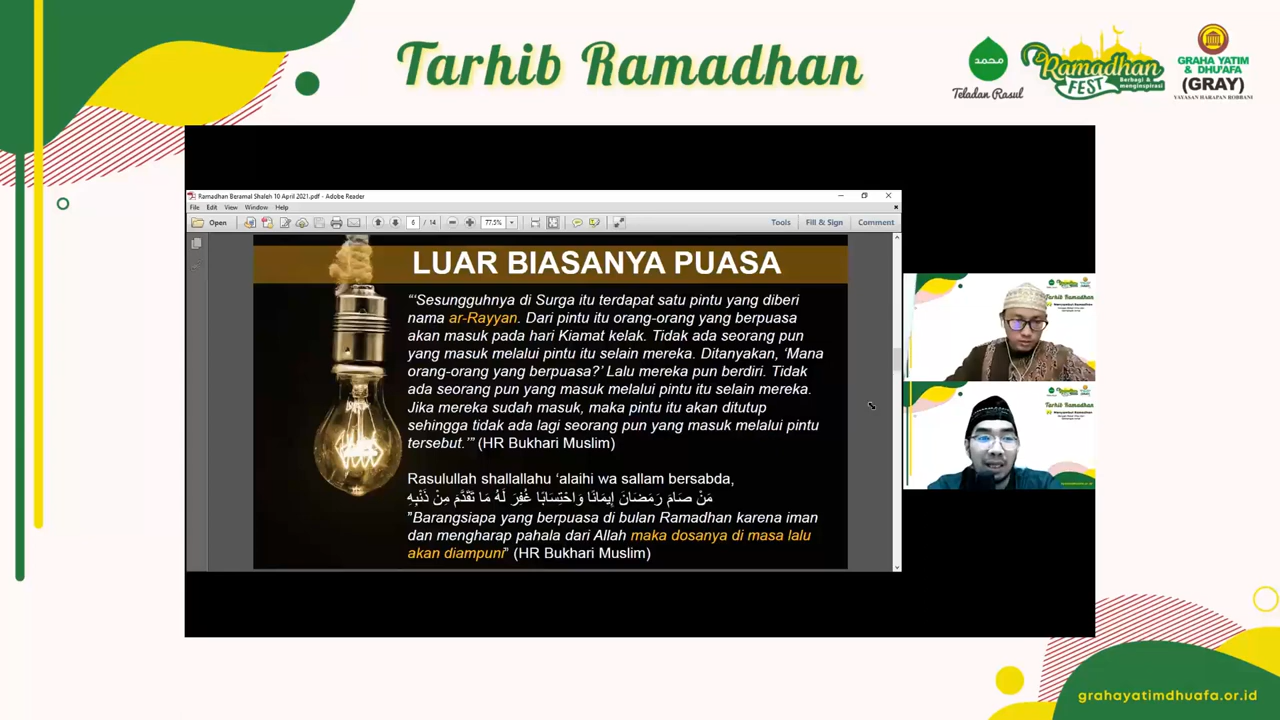 Tarhib Ramadhan
محمد
Teladan Rasul
Ramadhan
FEST
Berbagi &
menginspirasi
GRAHA YATIM
& DHU'AFA
(GRAY)
YAYASAN HARAPAN ROBBANI
Ramadhan Beramal Shaleh 10 April 2021.pdf - Adobe Reader
File Edit View Window Help
Open 6 / 14 77.5% Tools Fill & Sign Comment
LUAR BIASANYA PUASA
“‘Sesungguhnya di Surga itu terdapat satu pintu yang diberi
nama ar-Rayyan. Dari pintu itu orang-orang yang berpuasa
akan masuk pada hari Kiamat kelak. Tidak ada seorang pun
yang masuk melalui pintu itu selain mereka. Ditanyakan, ‘Mana
orang-orang yang berpuasa?’ Lalu mereka pun berdiri. Tidak
ada seorang pun yang masuk melalui pintu itu selain mereka.
Jika mereka sudah masuk, maka pintu itu akan ditutup
sehingga tidak ada lagi seorang pun yang masuk melalui pintu
tersebut.’” (HR Bukhari Muslim)
Rasulullah shallallahu ‘alaihi wa sallam bersabda,
مَنْ صَامَ رَمَضَانَ إِيمَانًا وَاحْتِسَابًا غُفِرَ لَهُ مَا تَقَدَّمَ مِنْ ذَنْبِهِ
”Barangsiapa yang berpuasa di bulan Ramadhan karena iman
dan mengharap pahala dari Allah maka dosanya di masa lalu
akan diampuni” (HR Bukhari Muslim)
Tarhib Ramadhan
Tarhib Ramadhan
grahayatimdhuafa.or.id